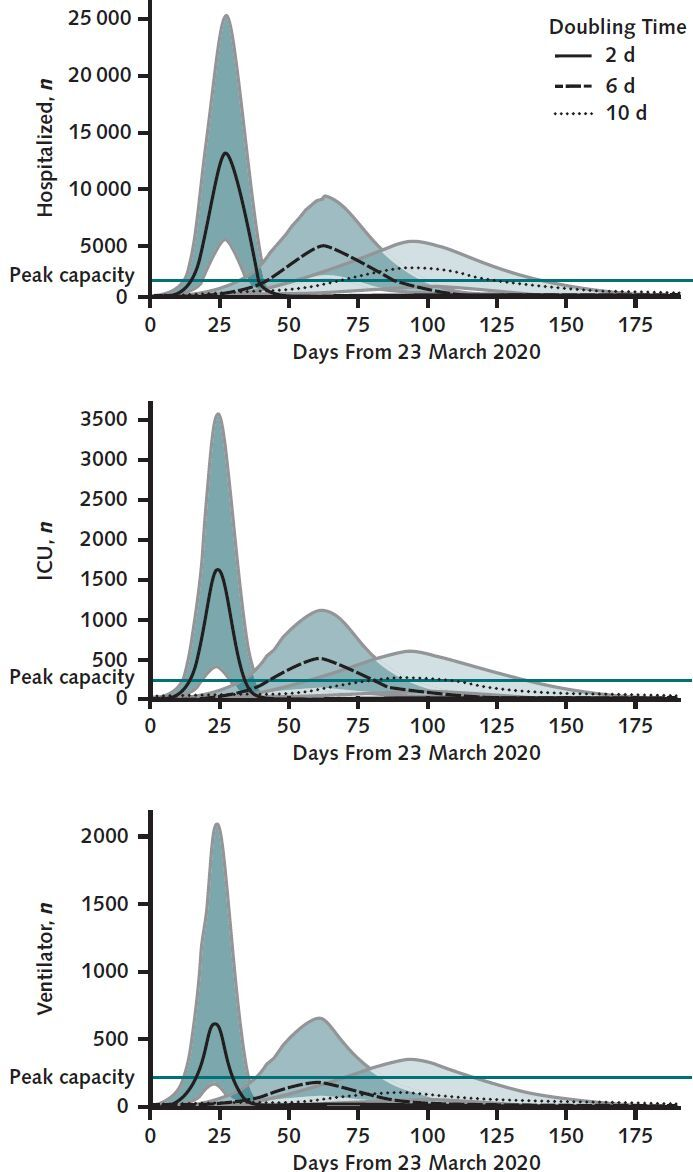 25 000
20 000
15 000
10 000
5000
0
Hospitalized, n
Peak capacity
Doubling Time
2 d
6 d
10 d
0 25 50 75 100 125 150 175
Days From 23 March 2020
3500
3000
2500
2000
1500
1000
500
0
ICU, n
Peak capacity
0 25 50 75 100 125 150 175
Days From 23 March 2020
2000
1500
1000
500
0
Ventilator, n
Peak capacity
0 25 50 75 100 125 150 175
Days From 23 March 2020